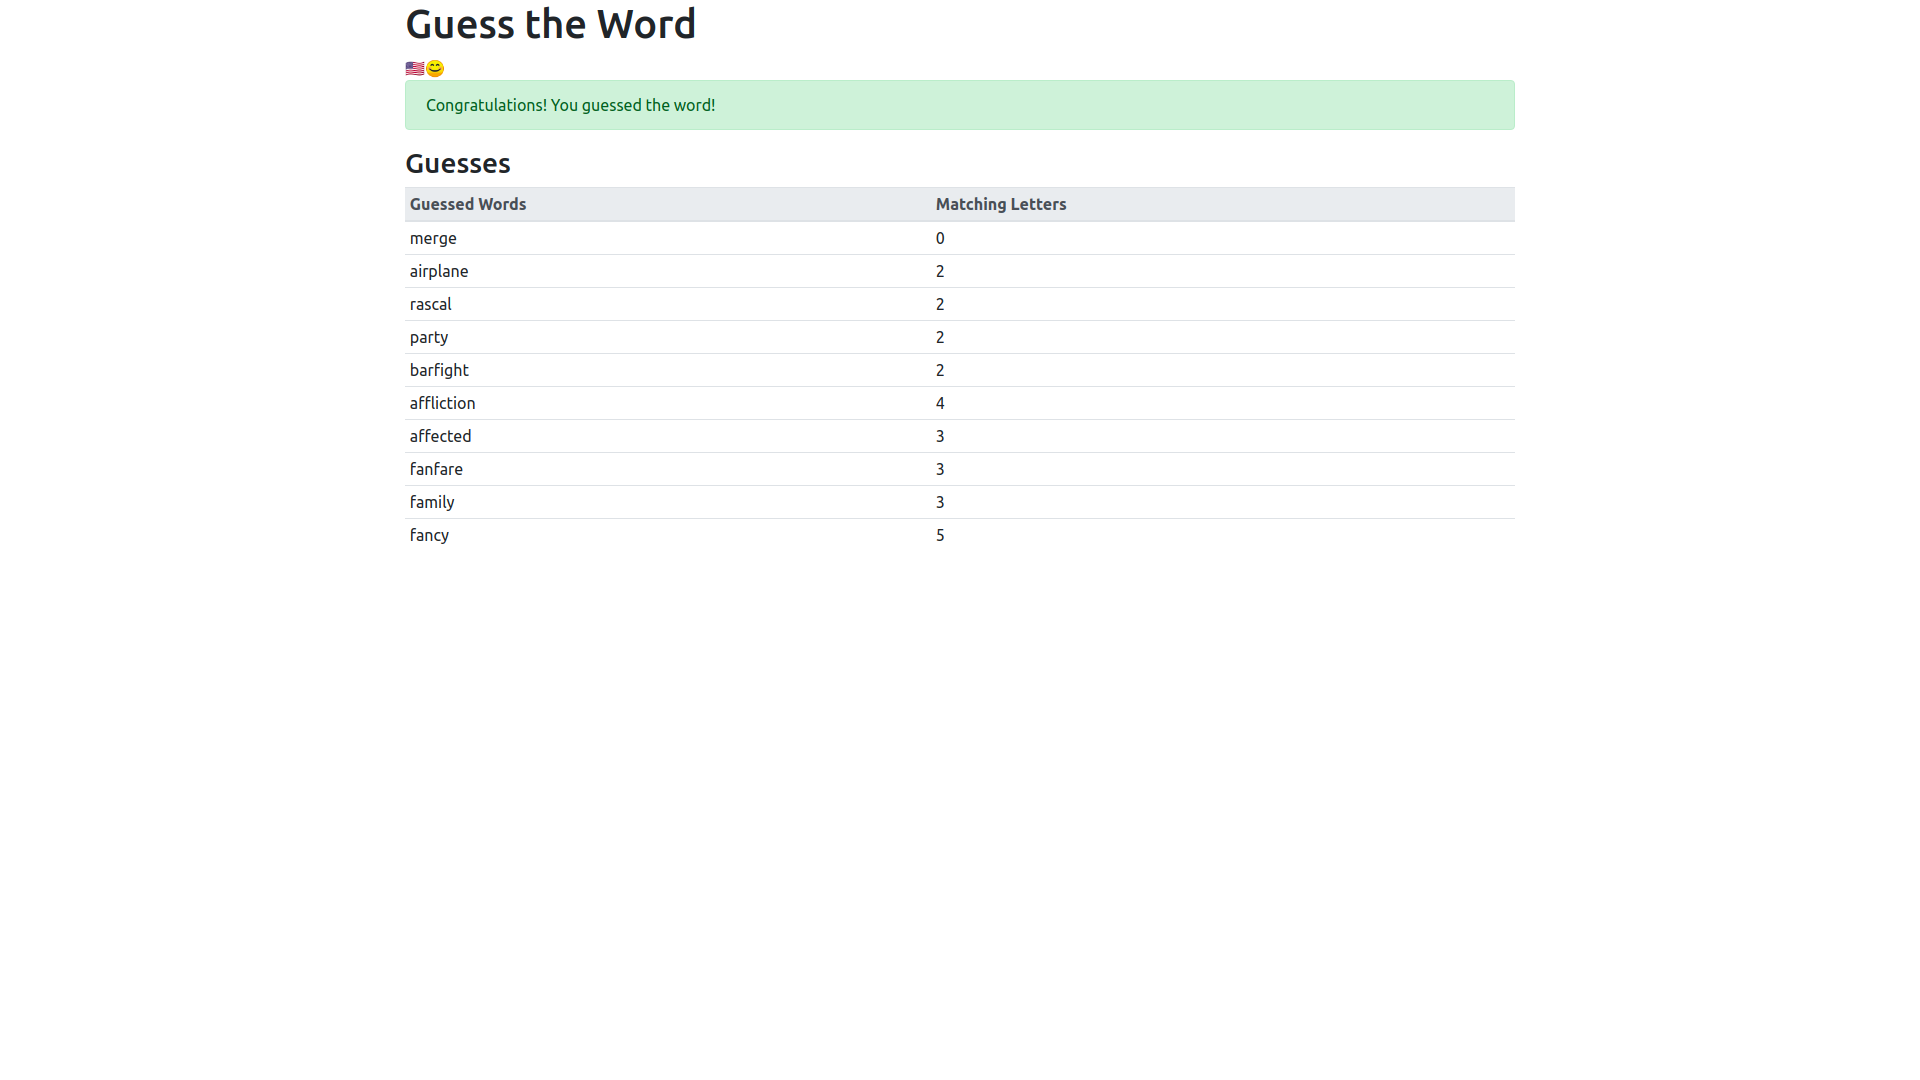 Guess the Word
🇺🇸😊
Congratulations! You guessed the word!
Guesses
Guessed Words Matching Letters
merge 0
airplane 2
rascal 2
party 2
barfight 2
affliction 4
affected 3
fanfare 3
family 3
fancy 5